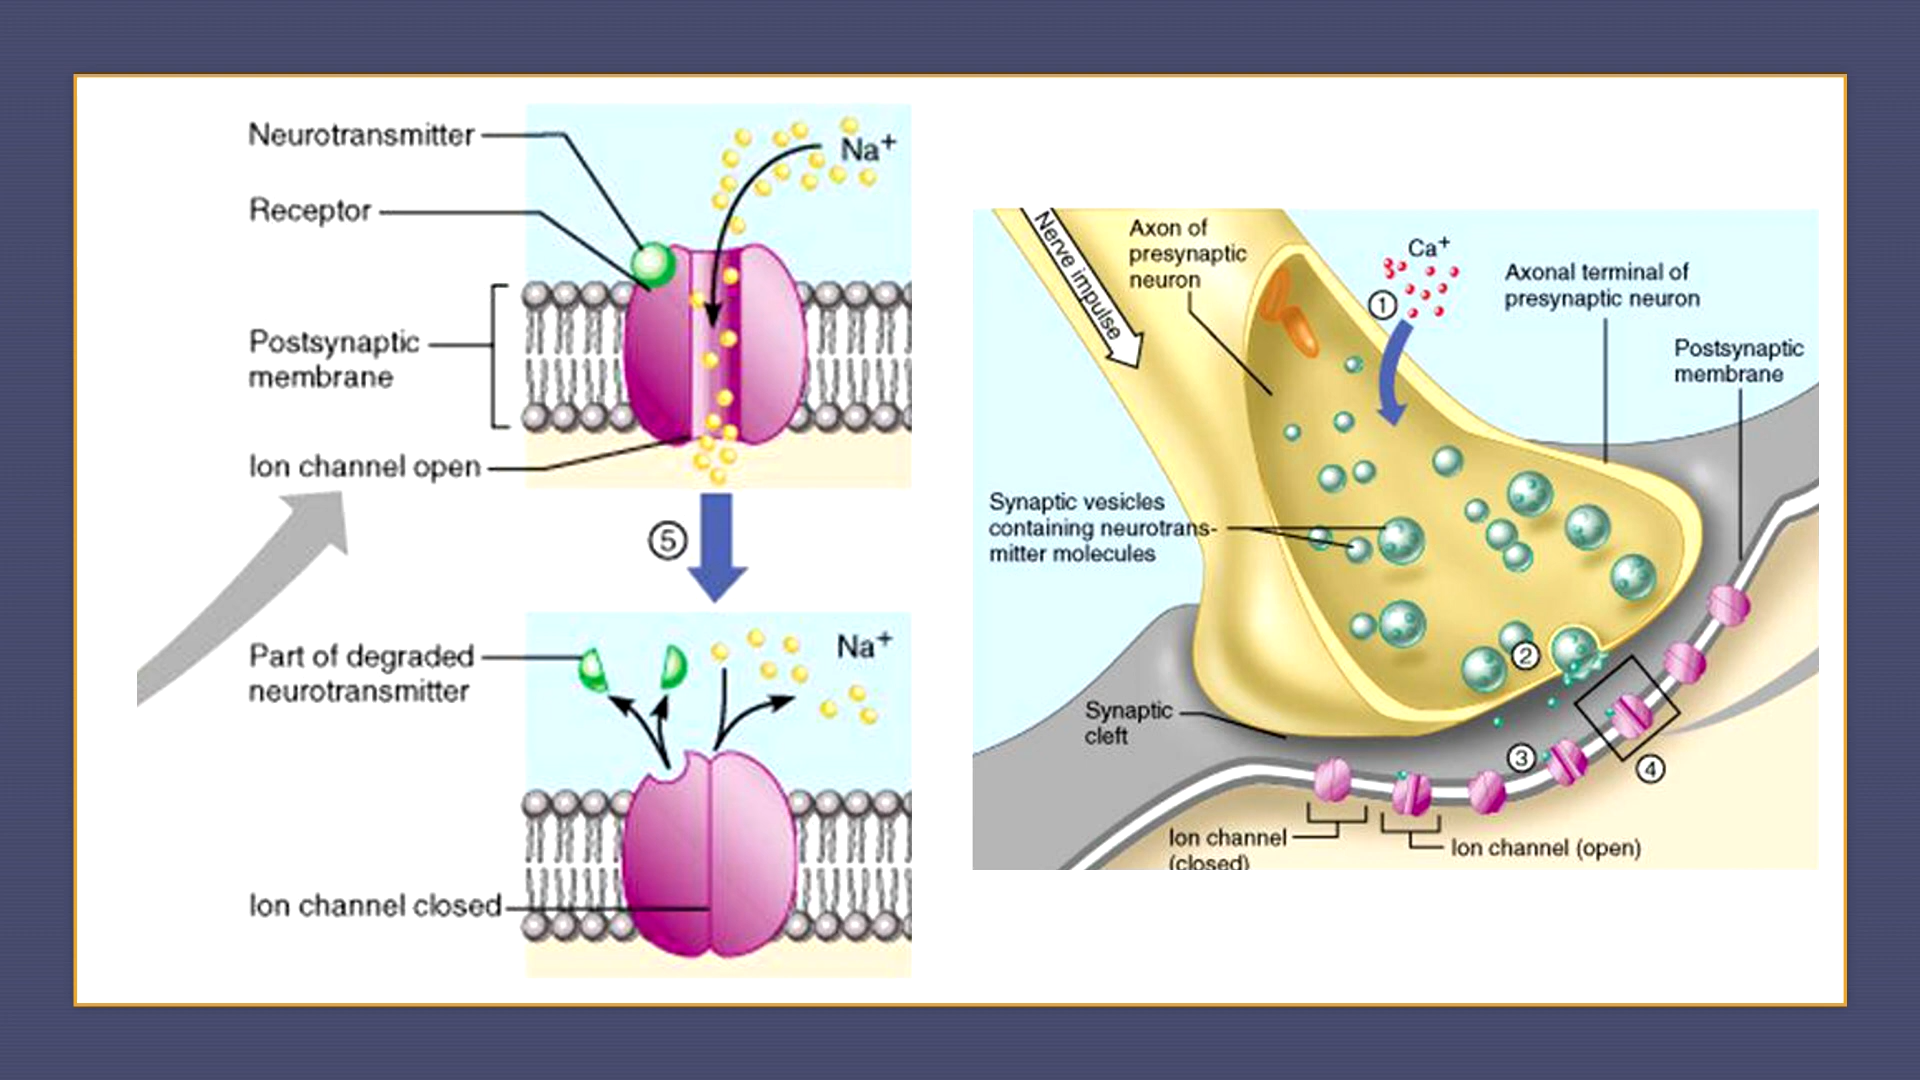 Neurotransmitter
Na+
Receptor
Postsynaptic
membrane
Ion channel open
5
Part of degraded
neurotransmitter
Na+
Ion channel closed
Nerve impulse
Axon of
presynaptic
neuron
Ca+
1
Axonal terminal of
presynaptic neuron
Postsynaptic
membrane
Synaptic vesicles
containing neurotrans-
mitter molecules
2
Synaptic
cleft
3
4
Ion channel
(closed)
Ion channel (open)